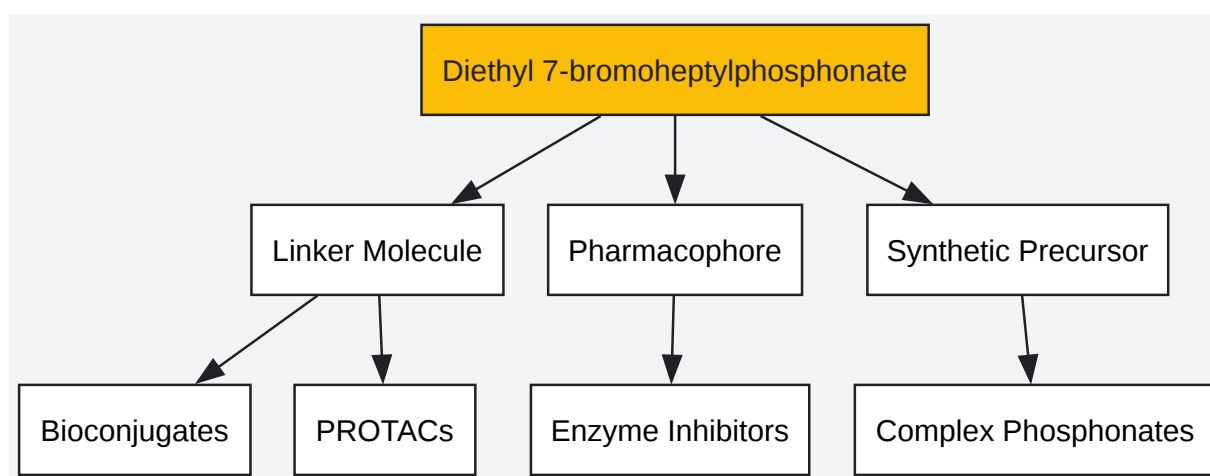 Diethyl 7-bromoheptylphosphonate
Linker Molecule
Pharmacophore
Synthetic Precursor
Bioconjugates
PROTACs
Enzyme Inhibitors
Complex Phosphonates